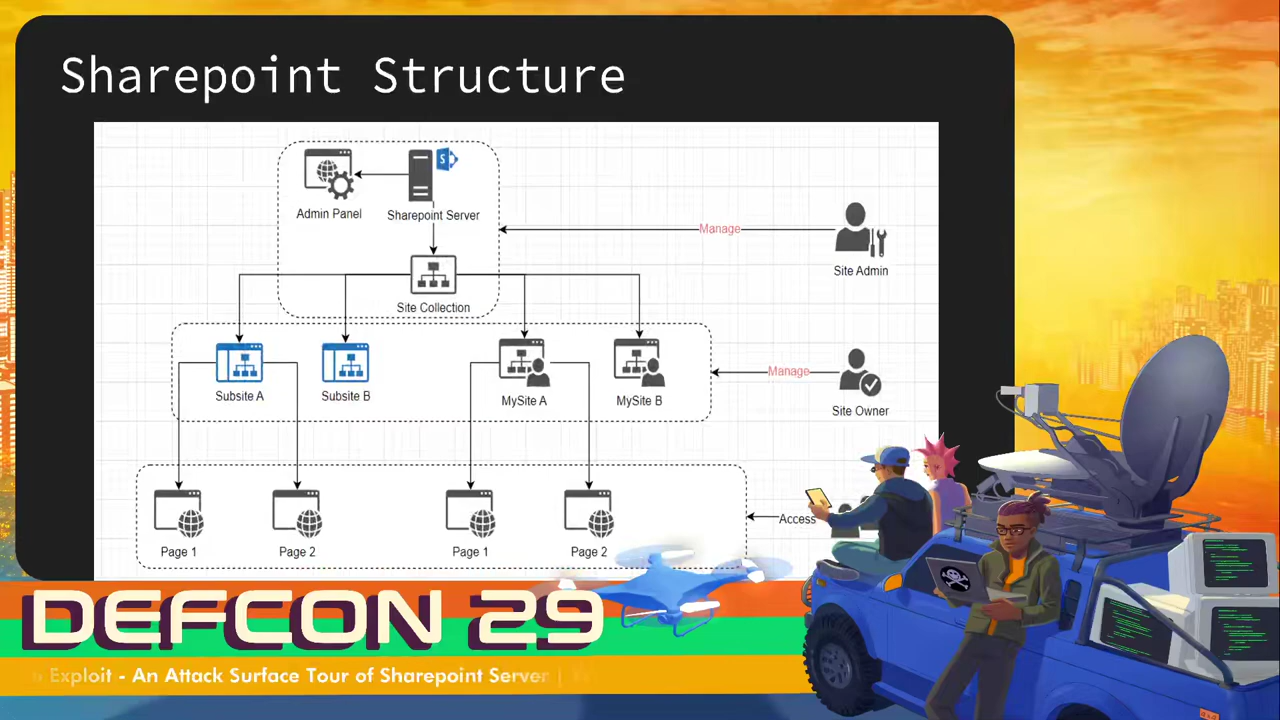 Sharepoint Structure
Admin Panel
Sharepoint Server
Manage
Site Admin
Site Collection
Subsite A
Subsite B
MySite A
MySite B
Manage
Site Owner
Page 1
Page 2
Page 1
Page 2
Access
DEFCON 29
Exploit - An Attack Surface Tour of Sharepoint Server |